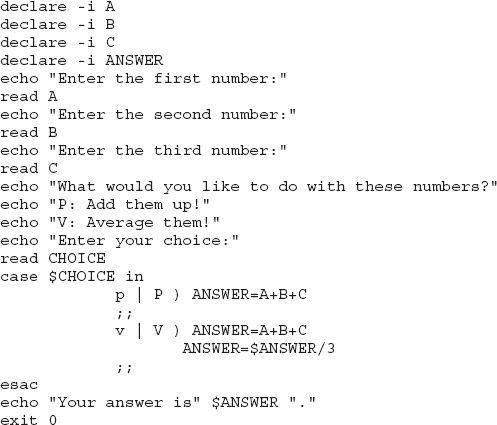 declare -i A
declare -i B
declare -i C
declare -i ANSWER
echo "Enter the first number:"
read A
echo "Enter the second number:"
read B
echo "Enter the third number:"
read C
echo "What would you like to do with these numbers?"
echo "P: Add them up!"
echo "V: Average them!"
echo "Enter your choice:"
read CHOICE
case $CHOICE in
p | P ) ANSWER=A+B+C
;;
v | V ) ANSWER=A+B+C
ANSWER=$ANSWER/3
;;
esac
echo "Your answer is" $ANSWER "."
exit 0